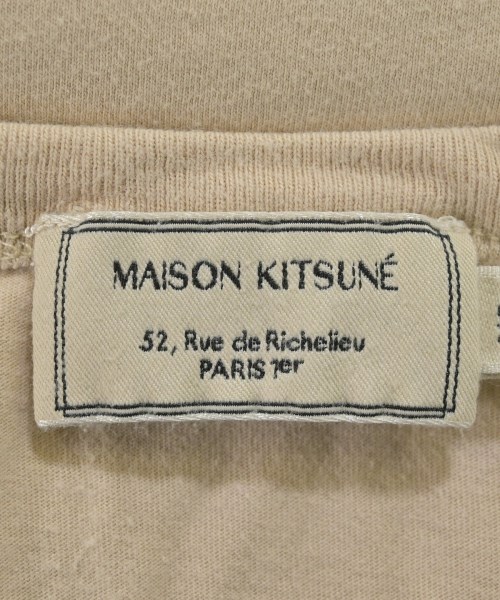 MAISON KITSUNÉ
52, Rue de Richelieu
PARIS 1er